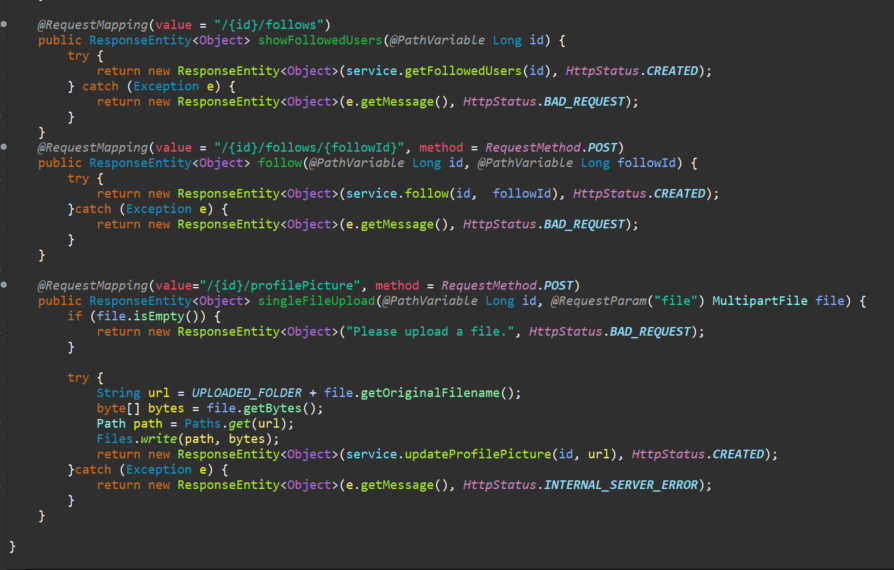 @RequestMapping(value = "/{id}/follows")
public ResponseEntity<Object> showFollowedUsers(@PathVariable Long id) {
try {
return new ResponseEntity<Object>(service.getFollowedUsers(id), HttpStatus.CREATED);
} catch (Exception e) {
return new ResponseEntity<Object>(e.getMessage(), HttpStatus.BAD_REQUEST);
}
}
@RequestMapping(value = "/{id}/follows/{followId}", method = RequestMethod.POST)
public ResponseEntity<Object> follow(@PathVariable Long id, @PathVariable Long followId) {
try {
return new ResponseEntity<Object>(service.follow(id,  followId), HttpStatus.CREATED);
}catch (Exception e) {
return new ResponseEntity<Object>(e.getMessage(), HttpStatus.BAD_REQUEST);
}
}
@RequestMapping(value="/{id}/profilePicture", method = RequestMethod.POST)
public ResponseEntity<Object> singleFileUpload(@PathVariable Long id, @RequestParam("file") MultipartFile file) {
if (file.isEmpty()) {
return new ResponseEntity<Object>("Please upload a file.", HttpStatus.BAD_REQUEST);
}
try {
String url = UPLOADED_FOLDER + file.getOriginalFilename();
byte[] bytes = file.getBytes();
Path path = Paths.get(url);
Files.write(path, bytes);
return new ResponseEntity<Object>(service.updateProfilePicture(id, url), HttpStatus.CREATED);
}catch (Exception e) {
return new ResponseEntity<Object>(e.getMessage(), HttpStatus.INTERNAL_SERVER_ERROR);
}
}
}